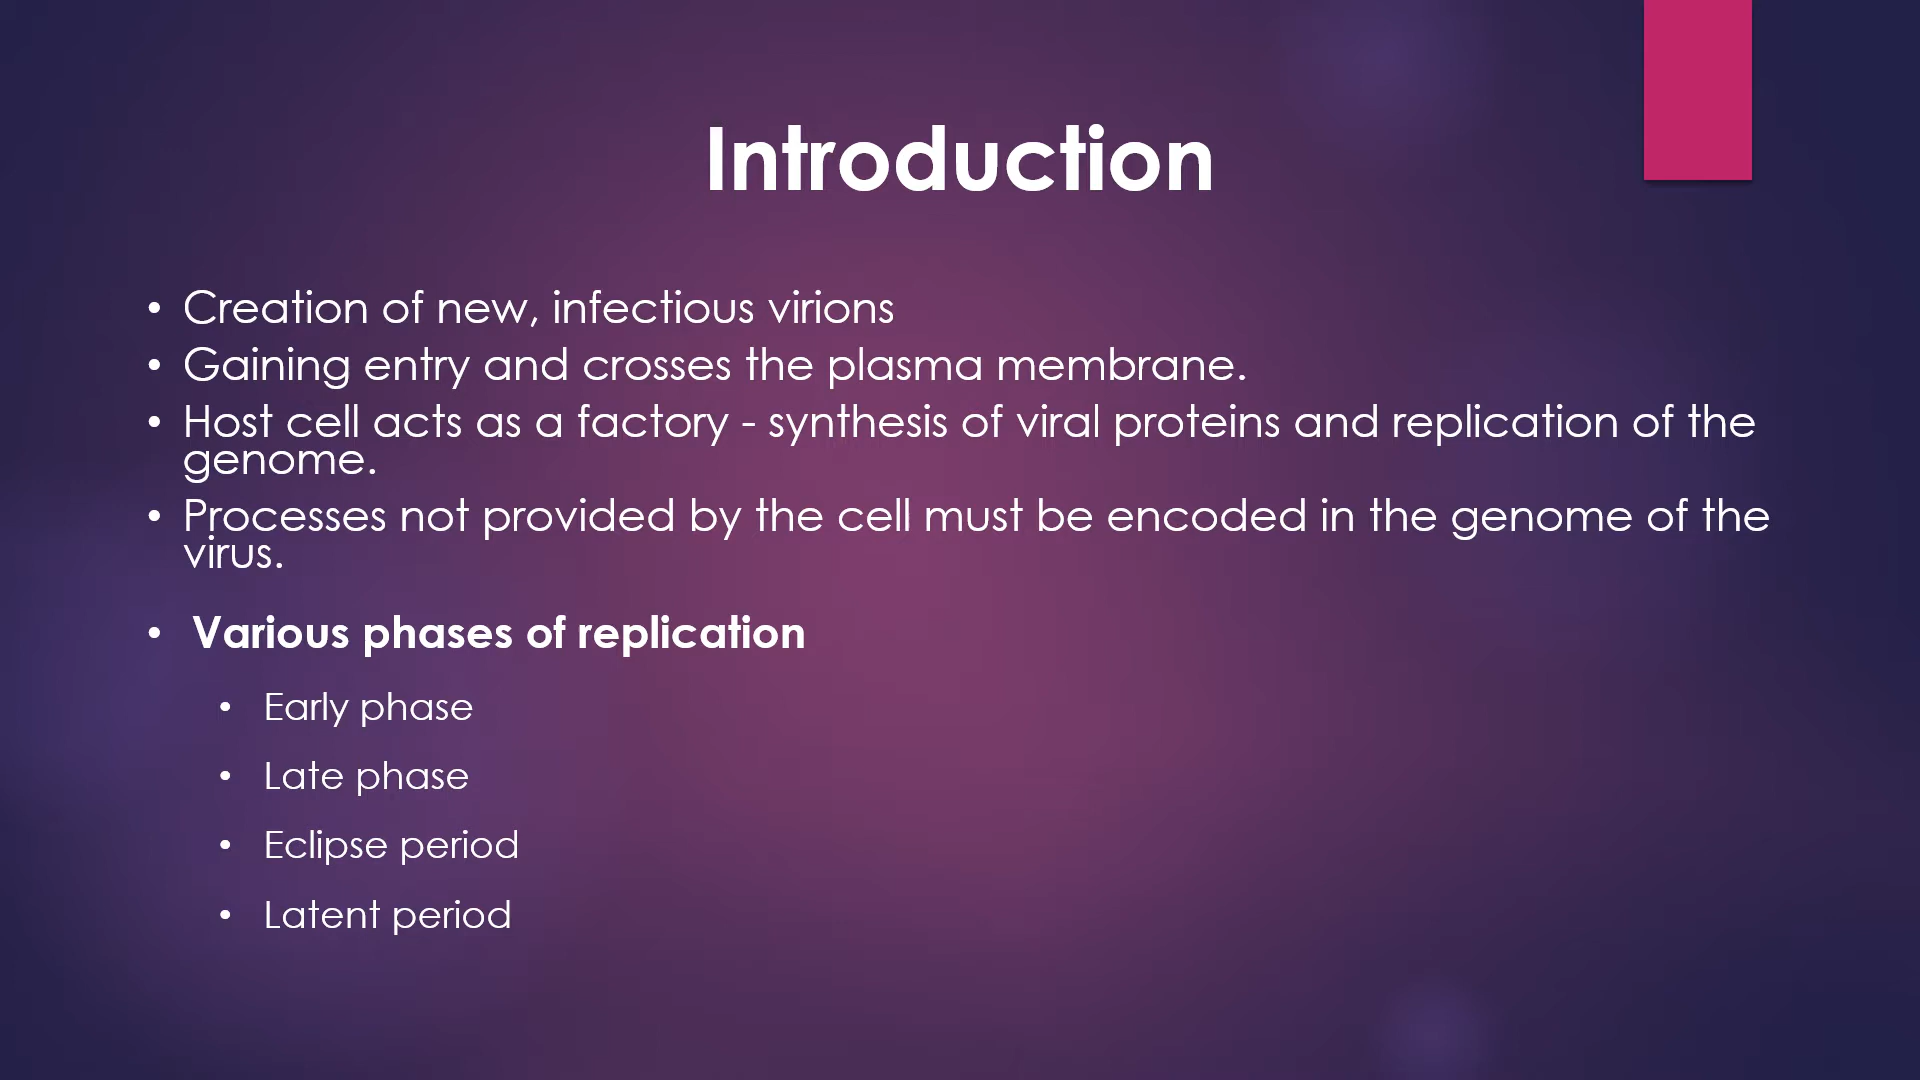 Introduction
• Creation of new, infectious virions
• Gaining entry and crosses the plasma membrane.
• Host cell acts as a factory - synthesis of viral proteins and replication of the
genome.
• Processes not provided by the cell must be encoded in the genome of the
virus.
• Various phases of replication
• Early phase
• Late phase
• Eclipse period
• Latent period